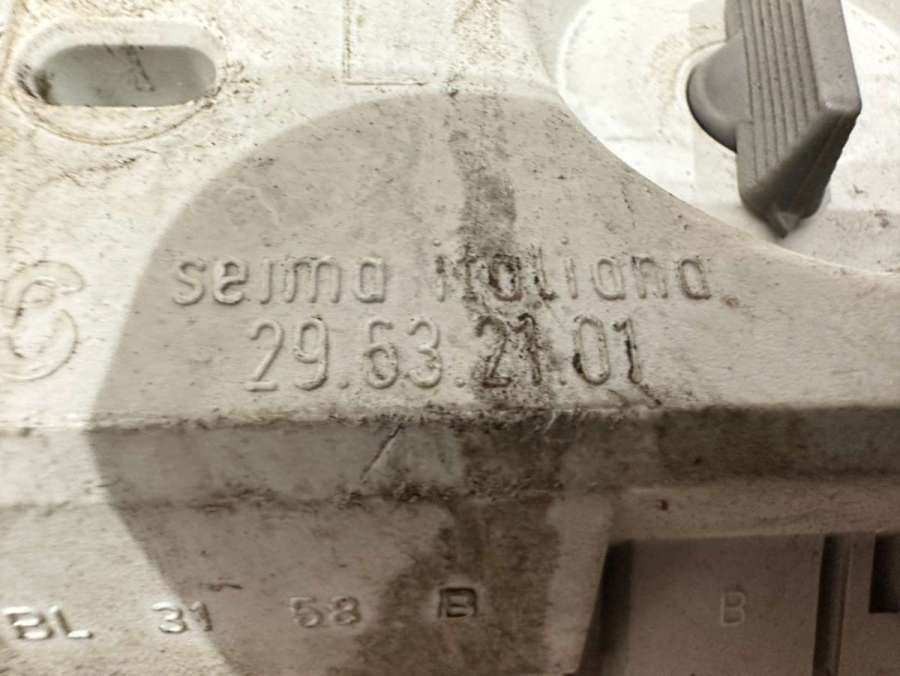 seima italiana
29.63.21.01
BL 31 58 B
B